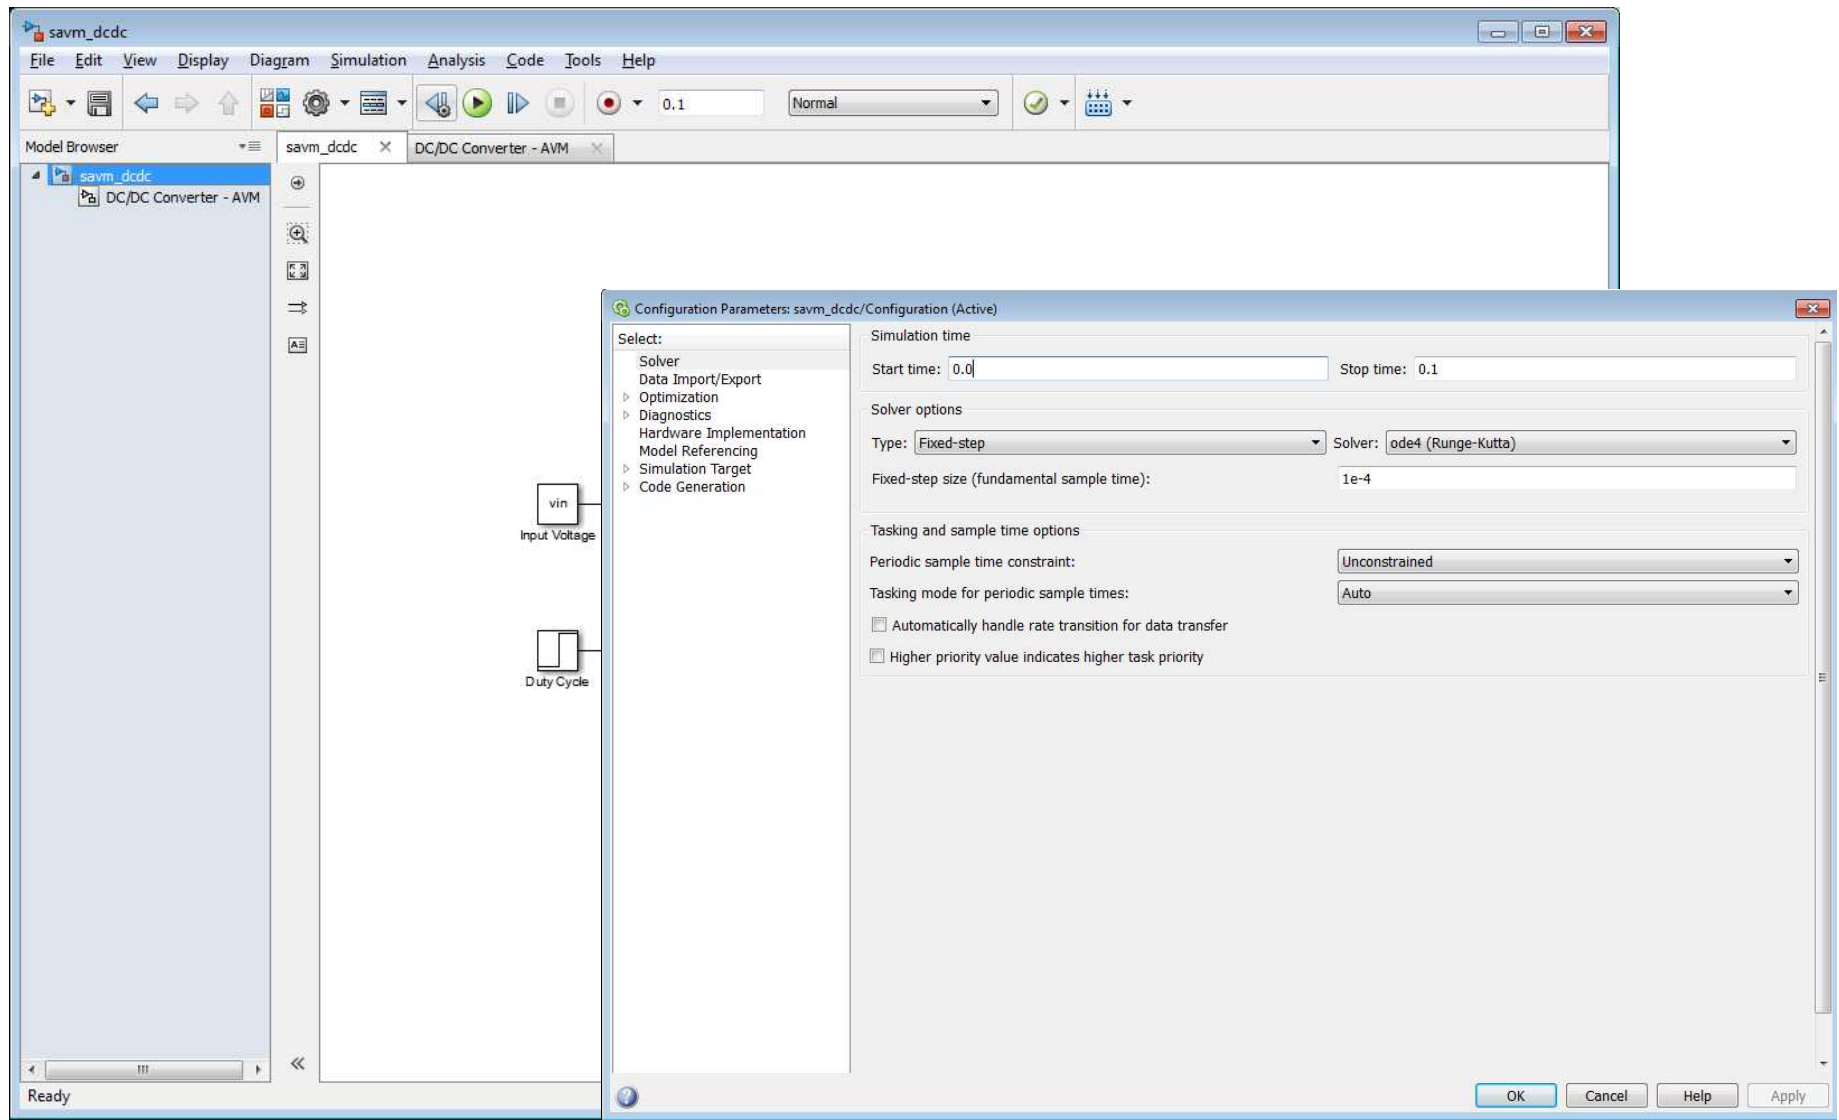 savm_dcdc
File Edit View Display Diagram Simulation Analysis Code Tools Help
0.1 Normal
Model Browser
savm_dcdc DC/DC Converter - AVM
savm_dcdc
DC/DC Converter - AVM
vin
Input Voltage
Duty Cycle
Ready
Configuration Parameters: savm_dcdc/Configuration (Active)
Select:
Solver
Data Import/Export
Optimization
Diagnostics
Hardware Implementation
Model Referencing
Simulation Target
Code Generation
Simulation time
Start time: 0.0 Stop time: 0.1
Solver options
Type: Fixed-step Solver: ode4 (Runge-Kutta)
Fixed-step size (fundamental sample time): 1e-4
Tasking and sample time options
Periodic sample time constraint: Unconstrained
Tasking mode for periodic sample times: Auto
Automatically handle rate transition for data transfer
Higher priority value indicates higher task priority
OK Cancel Help Apply